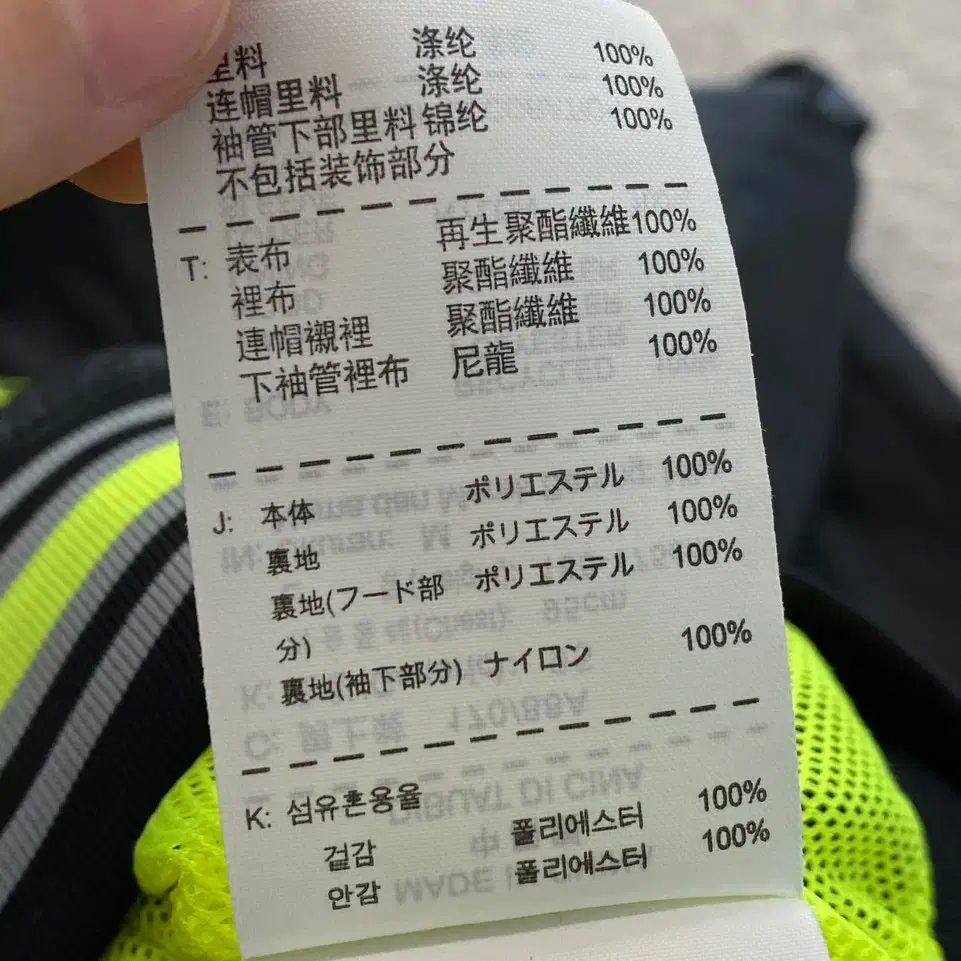 里料 涤纶 100%
连帽里料 涤纶 100%
袖管下部里料 锦纶 100%
不包括装饰部分
T: 表布 再生聚酯纖維 100%
裡布 聚酯纖維 100%
連帽襯裡 聚酯纖維 100%
下袖管裡布 尼龍 100%
J: 本体 ポリエステル 100%
裏地 ポリエステル 100%
裏地(フード部 ポリエステル 100%
分)
裏地(袖下部分) ナイロン 100%
K: 섬유혼용율
겉감 폴리에스터 100%
안감 폴리에스터 100%